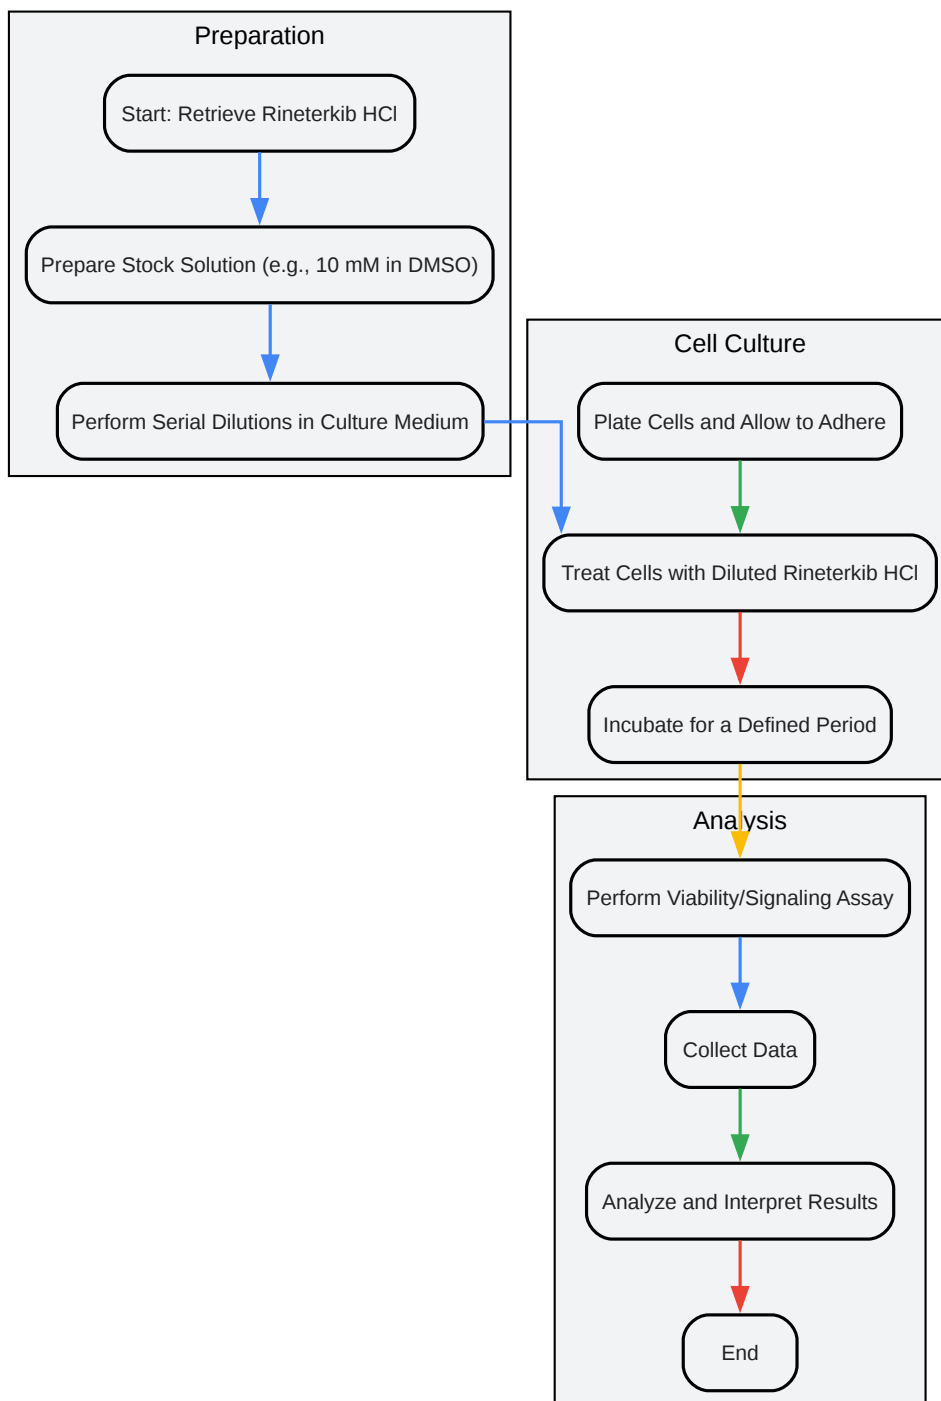 Preparation
Start: Retrieve Rineterkib HCl
Prepare Stock Solution (e.g., 10 mM in DMSO)
Perform Serial Dilutions in Culture Medium
Cell Culture
Plate Cells and Allow to Adhere
Treat Cells with Diluted Rineterkib HCl
Incubate for a Defined Period
Analysis
Perform Viability/Signaling Assay
Collect Data
Analyze and Interpret Results
End